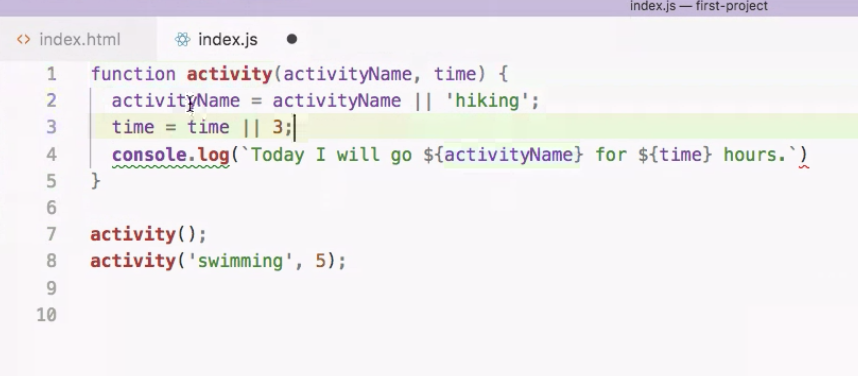 index.js — first-project
<> index.html index.js
1 function activity(activityName, time) {
2 activityName = activityName || 'hiking';
3 time = time || 3;
4 console.log(`Today I will go ${activityName} for ${time} hours.`)
5 }
6
7 activity();
8 activity('swimming', 5);
9
10